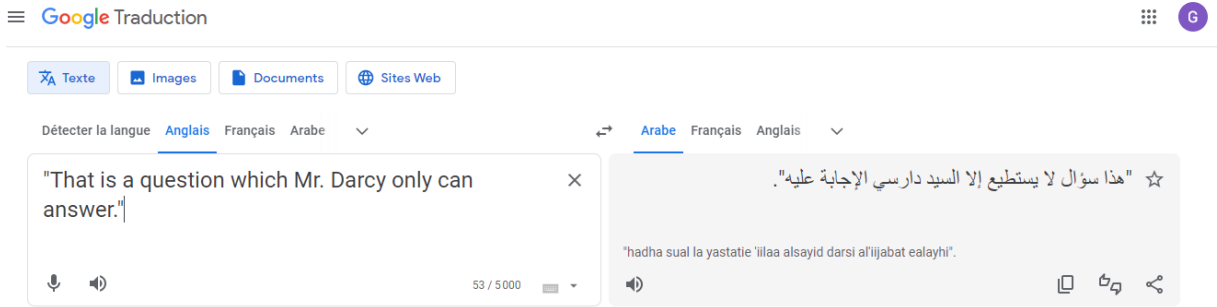 Google Traduction
G
Texte Images Documents Sites Web
Détecter la langue Anglais Français Arabe
Arabe Français Anglais
"That is a question which Mr. Darcy only can
answer."
53 / 5 000
"هذا سؤال لا يستطيع إلا السيد دارسي الإجابة عليه".
"hadha sual la yastatie 'iilaa alsayid darsi al'iijabat ealayhi".